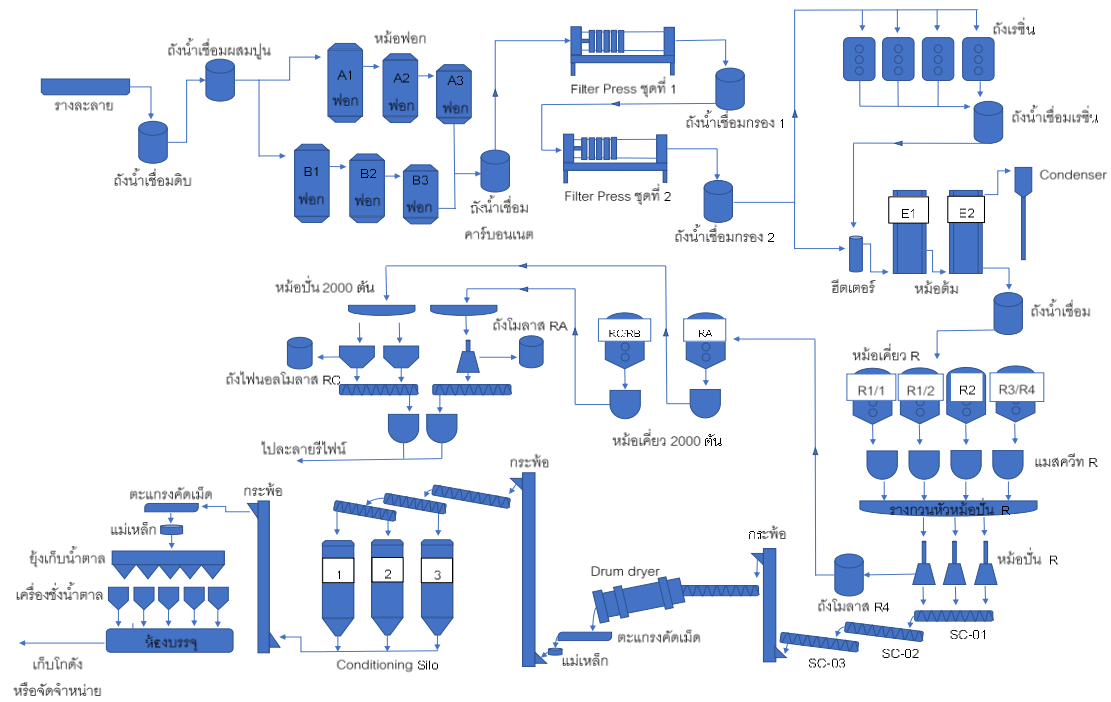 รางละลาย
ถังน้ำเชื่อมดิบ
ถังน้ำเชื่อมผสมปูน
หม้อฟอก
A1
ฟอก
A2
ฟอก
A3
ฟอก
B1
ฟอก
B2
ฟอก
B3
ฟอก
ถังน้ำเชื่อม
คาร์บอนเนต
Filter Press ชุดที่ 1
ถังน้ำเชื่อมกรอง 1
Filter Press ชุดที่ 2
ถังน้ำเชื่อมกรอง 2
ถังเรซิ่น
ถังน้ำเชื่อมเรซิ่น
Condenser
E1
E2
ฮีตเตอร์
หม้อต้ม
ถังน้ำเชื่อม
หม้อเคี่ยว R
R1/1
R1/2
R2
R3/R4
แมสควีท R
รางกวนหัวหม้อปั่น R
หม้อปั่น R
ถังโมลาส R4
SC-01
SC-02
SC-03
หม้อปั่น 2000 ตัน
ถังโมลาส RA
ถังไฟนอลโมลาส RC
RC/RB
RA
หม้อเคี่ยว 2000 ตัน
ไปละลายรีไฟน์
กระพ้อ
Drum dryer
ตะแกรงคัดเม็ด
แม่เหล็ก
กระพ้อ
1
2
3
Conditioning Silo
กระพ้อ
ตะแกรงคัดเม็ด
แม่เหล็ก
ยุ้งเก็บน้ำตาล
เครื่องชั่งน้ำตาล
ห้องบรรจุ
เก็บโกดัง
หรือจัดจำหน่าย